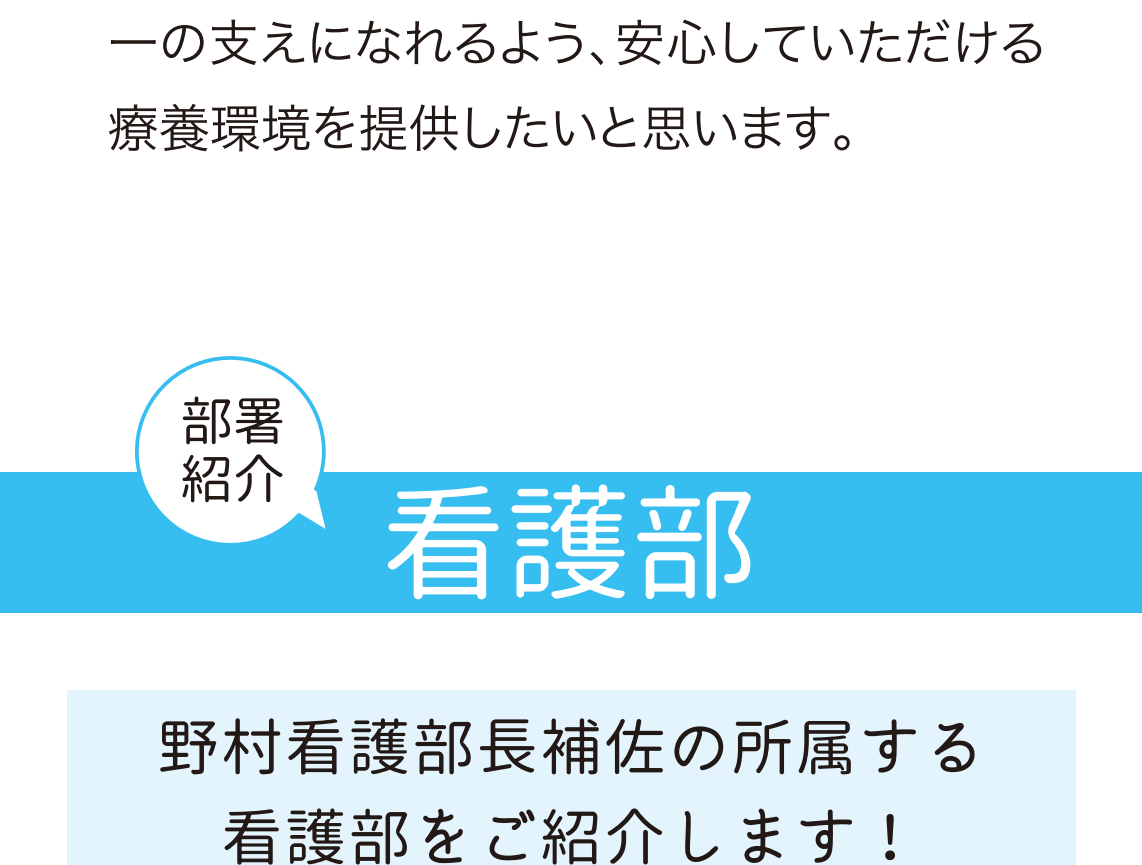 一の支えになれるよう、安心していただける
療養環境を提供したいと思います。
部署
紹介
看護部
野村看護部長補佐の所属する
看護部をご紹介します！